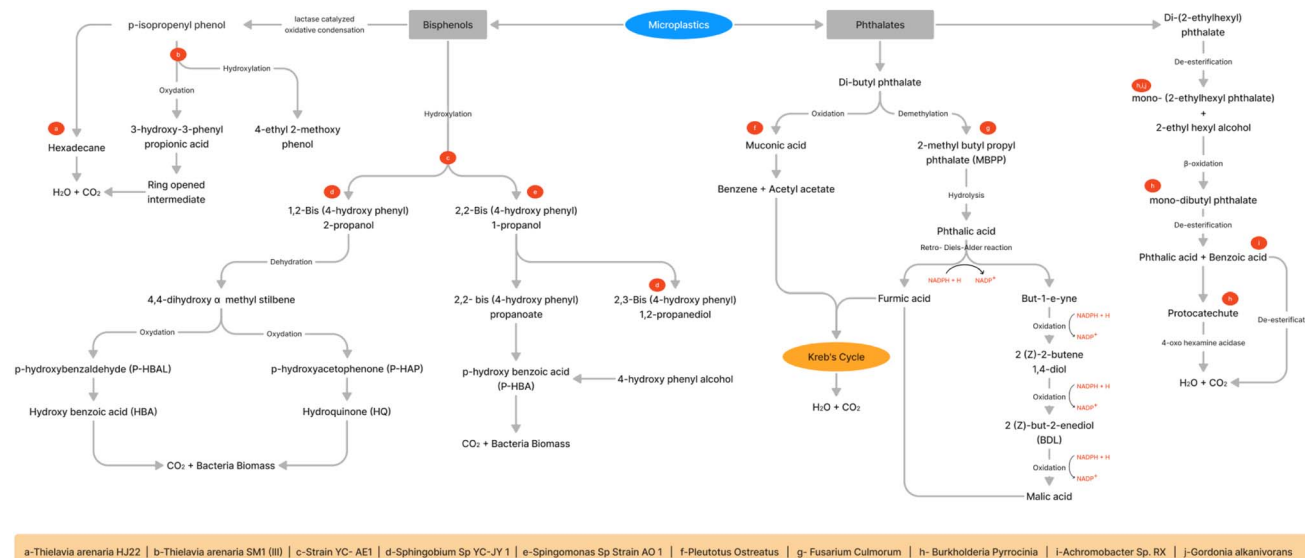 p-isopropenyl phenol
lactase catalyzed
oxidative condensation
Bisphenols
Microplastics
Phthalates
Di-(2-ethylhexyl)
phthalate
b
Hydroxylation
Oxydation
De-esterification
Di-butyl phthalate
Hydroxylation
h,i,j
mono- (2-ethylhexyl phthalate)
+
2-ethyl hexyl alcohol
Oxidation
Demethylation
a
Hexadecane
3-hydroxy-3-phenyl
propionic acid
4-ethyl 2-methoxy
phenol
f
Muconic acid
g
2-methyl butyl propyl
phthalate (MBPP)
c
β-oxidation
H₂O + CO₂
Ring opened
intermediate
d
1,2-Bis (4-hydroxy phenyl)
2-propanol
e
2,2-Bis (4-hydroxy phenyl)
1-propanol
Benzene + Acetyl acetate
Hydrolysis
h
mono-dibutyl phthalate
De-esterification
Phthalic acid
Retro- Diels-Alder reaction
i
Phthalic acid + Benzoic acid
Dehydration
NADPH + H
NADP⁺
4,4-dihydroxy α methyl stilbene
2,2- bis (4-hydroxy phenyl)
propanoate
d
2,3-Bis (4-hydroxy phenyl)
1,2-propanediol
Furmic acid
But-1-e-yne
h
Protocatechute
De-esterificat
Oxydation
Oxydation
Oxidation
NADPH + H
NADP⁺
4-oxo hexamine acidase
Kreb's Cycle
2 (Z)-2-butene
1,4-diol
p-hydroxybenzaldehyde (P-HBAL)
p-hydroxyacetophenone (P-HAP)
p-hydroxy benzoic acid
(P-HBA)
4-hydroxy phenyl alcohol
H₂O + CO₂
Oxidation
NADPH + H
NADP⁺
Hydroxy benzoic acid (HBA)
Hydroquinone (HQ)
H₂O + CO₂
2 (Z)-but-2-enediol
(BDL)
CO₂ + Bacteria Biomass
CO₂ + Bacteria Biomass
Oxidation
NADPH + H
NADP⁺
Malic acid
a-Thielavia arenaria HJ22 | b-Thielavia arenaria SM1 (III) | c-Strain YC- AE1 | d-Sphingobium Sp YC-JY 1 | e-Spingomonas Sp Strain AO 1 | f-Pleutotus Ostreatus | g- Fusarium Culmorum | h- Burkholderia Pyrrocinia | i-Achromobacter Sp. RX | j-Gordonia alkanivorans